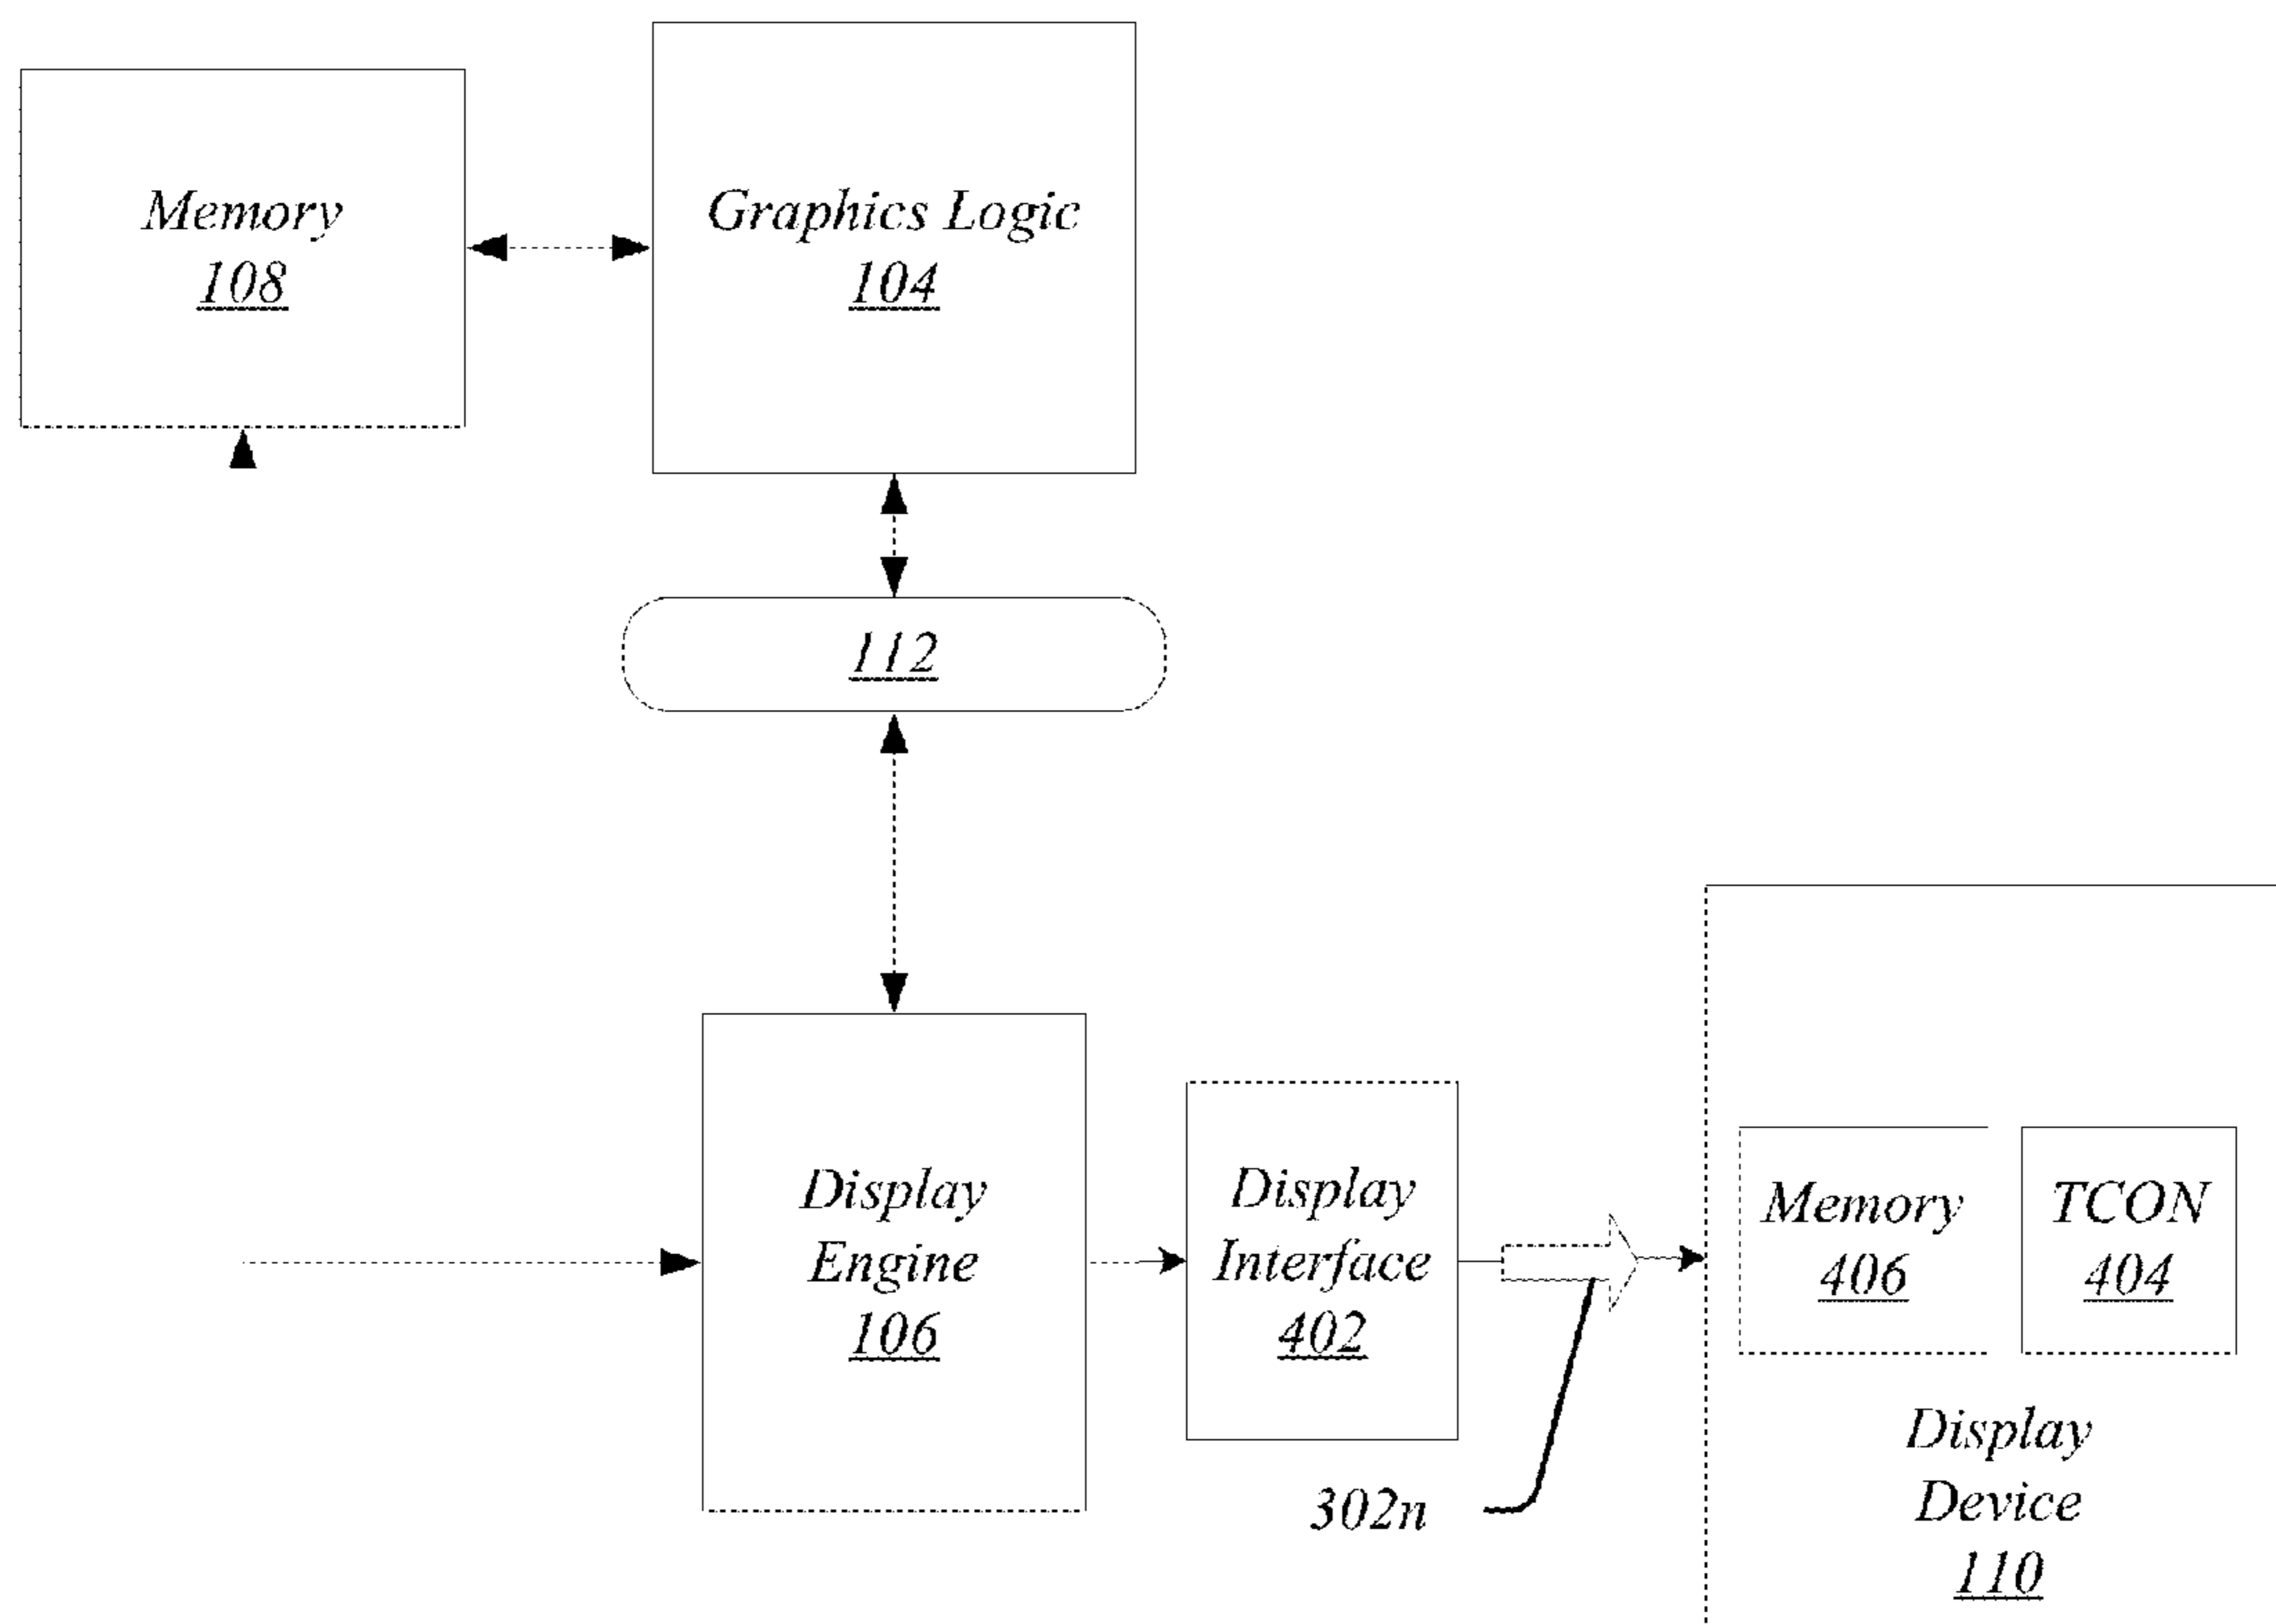 Memory
108
Graphics Logic
104
112
Display
Engine
106
Display
Interface
402
302n
Memory
406
TCON
404
Display
Device
110